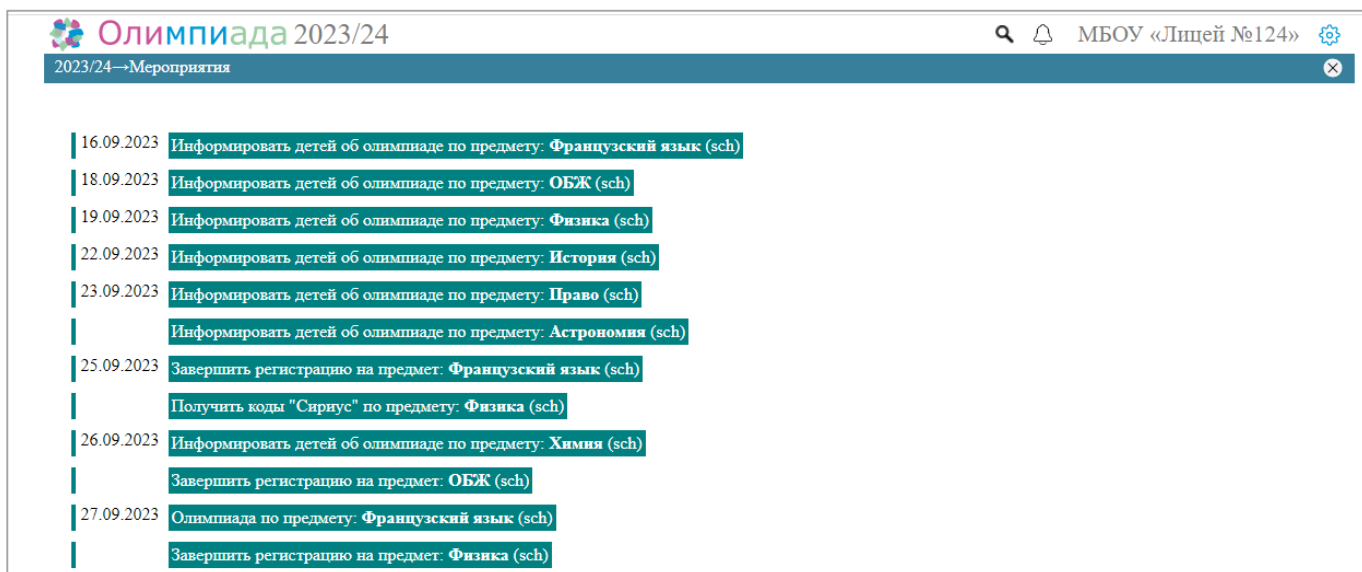 Олимпиада 2023/24 МБОУ «Лицей №124»
2023/24→Мероприятия
16.09.2023 Информировать детей об олимпиаде по предмету: Французский язык (sch)
18.09.2023 Информировать детей об олимпиаде по предмету: ОБЖ (sch)
19.09.2023 Информировать детей об олимпиаде по предмету: Физика (sch)
22.09.2023 Информировать детей об олимпиаде по предмету: История (sch)
23.09.2023 Информировать детей об олимпиаде по предмету: Право (sch)
Информировать детей об олимпиаде по предмету: Астрономия (sch)
25.09.2023 Завершить регистрацию на предмет: Французский язык (sch)
Получить коды "Сириус" по предмету: Физика (sch)
26.09.2023 Информировать детей об олимпиаде по предмету: Химия (sch)
Завершить регистрацию на предмет: ОБЖ (sch)
27.09.2023 Олимпиада по предмету: Французский язык (sch)
Завершить регистрацию на предмет: Физика (sch)